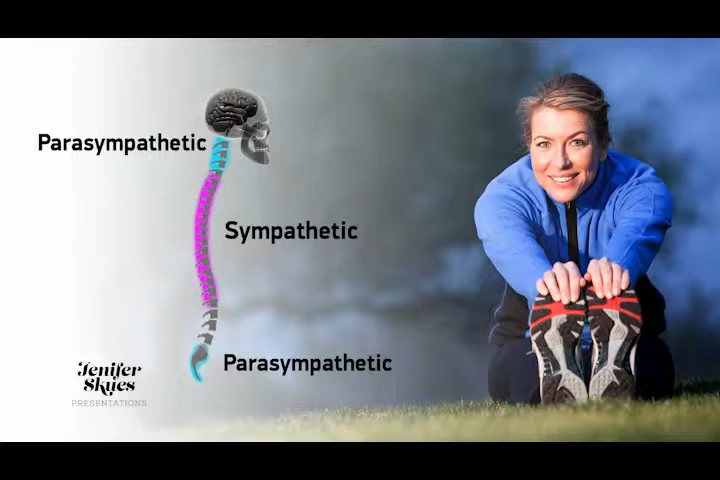 Parasympathetic
Sympathetic
Parasympathetic
Jenifer
Skyes
PRESENTATIONS